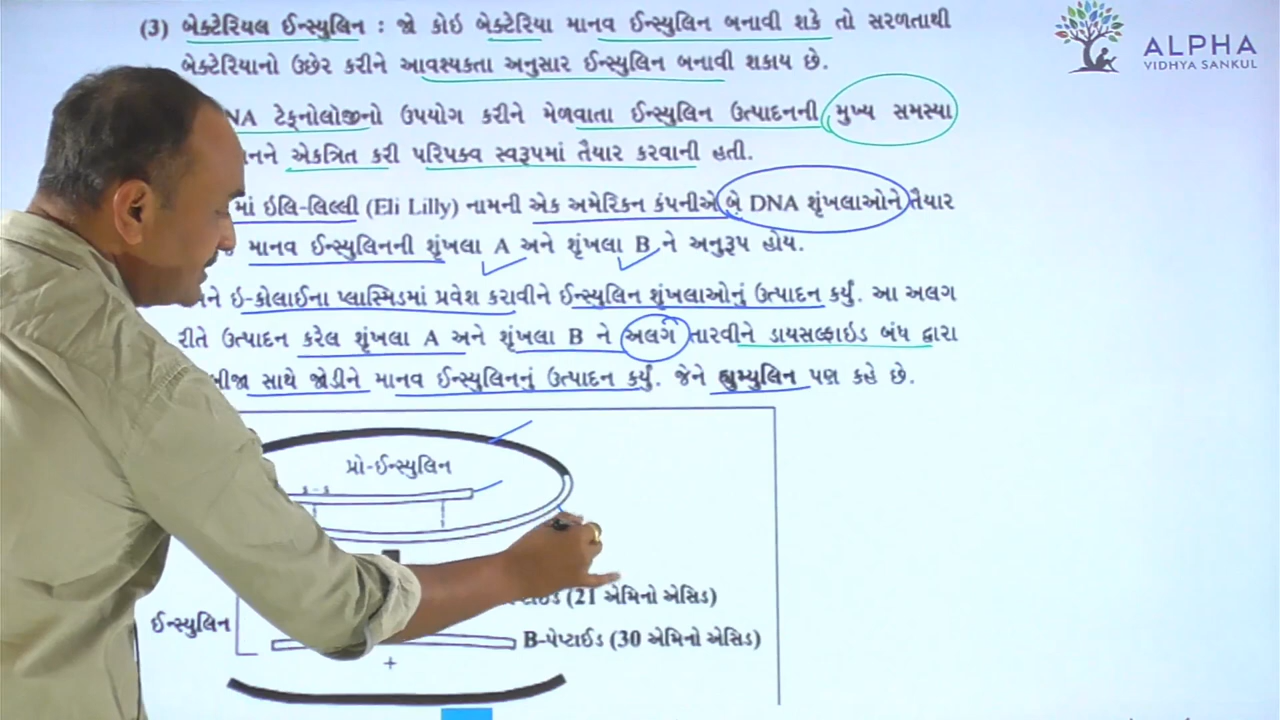 (3) બેક્ટેરિયલ ઈન્સ્યુલિન : જો કોઇ બેક્ટેરિયા માનવ ઈન્સ્યુલિન બનાવી શકે તો સરળતાથી
બેક્ટેરિયાનો ઉછેર કરીને આવશ્યકતા અનુસાર ઈન્સ્યુલિન બનાવી શકાય છે.
ALPHA
VIDHYA SANKUL
NA ટેક્નોલોજીનો ઉપયોગ કરીને મેળવાતા ઈન્સ્યુલિન ઉત્પાદનની મુખ્ય સમસ્યા
એકત્રિત કરી પરિપક્વ સ્વરૂપમાં તૈયાર કરવાની હતી.
માં ઇલિ-લિલ્લી (Eli Lilly) નામની એક અમેરિકન કંપનીએ બે DNA શૃંખલાઓને તૈયાર
માનવ ઈન્સ્યુલિનની શૃંખલા A અને શૃંખલા B ને અનુરૂપ હોય.
ઇ-કોલાઈના પ્લાસ્મિડમાં પ્રવેશ કરાવીને ઈન્સ્યુલિન શૃંખલાઓનું ઉત્પાદન કર્યું. આ અલગ
રીતે ઉત્પાદન કરેલ શૃંખલા A અને શૃંખલા B ને અલગ તારવીને ડાયસલ્ફાઇડ બંધ દ્વારા
સાથે જોડીને માનવ ઈન્સ્યુલિનનું ઉત્પાદન કર્યું. જેને હ્યુમ્યુલિન પણ કહે છે.
પ્રો-ઈન્સ્યુલિન
(21 એમિનો એસિડ)
ઈન્સ્યુલિન
B-પેપ્ટાઈડ (30 એમિનો એસિડ)
+